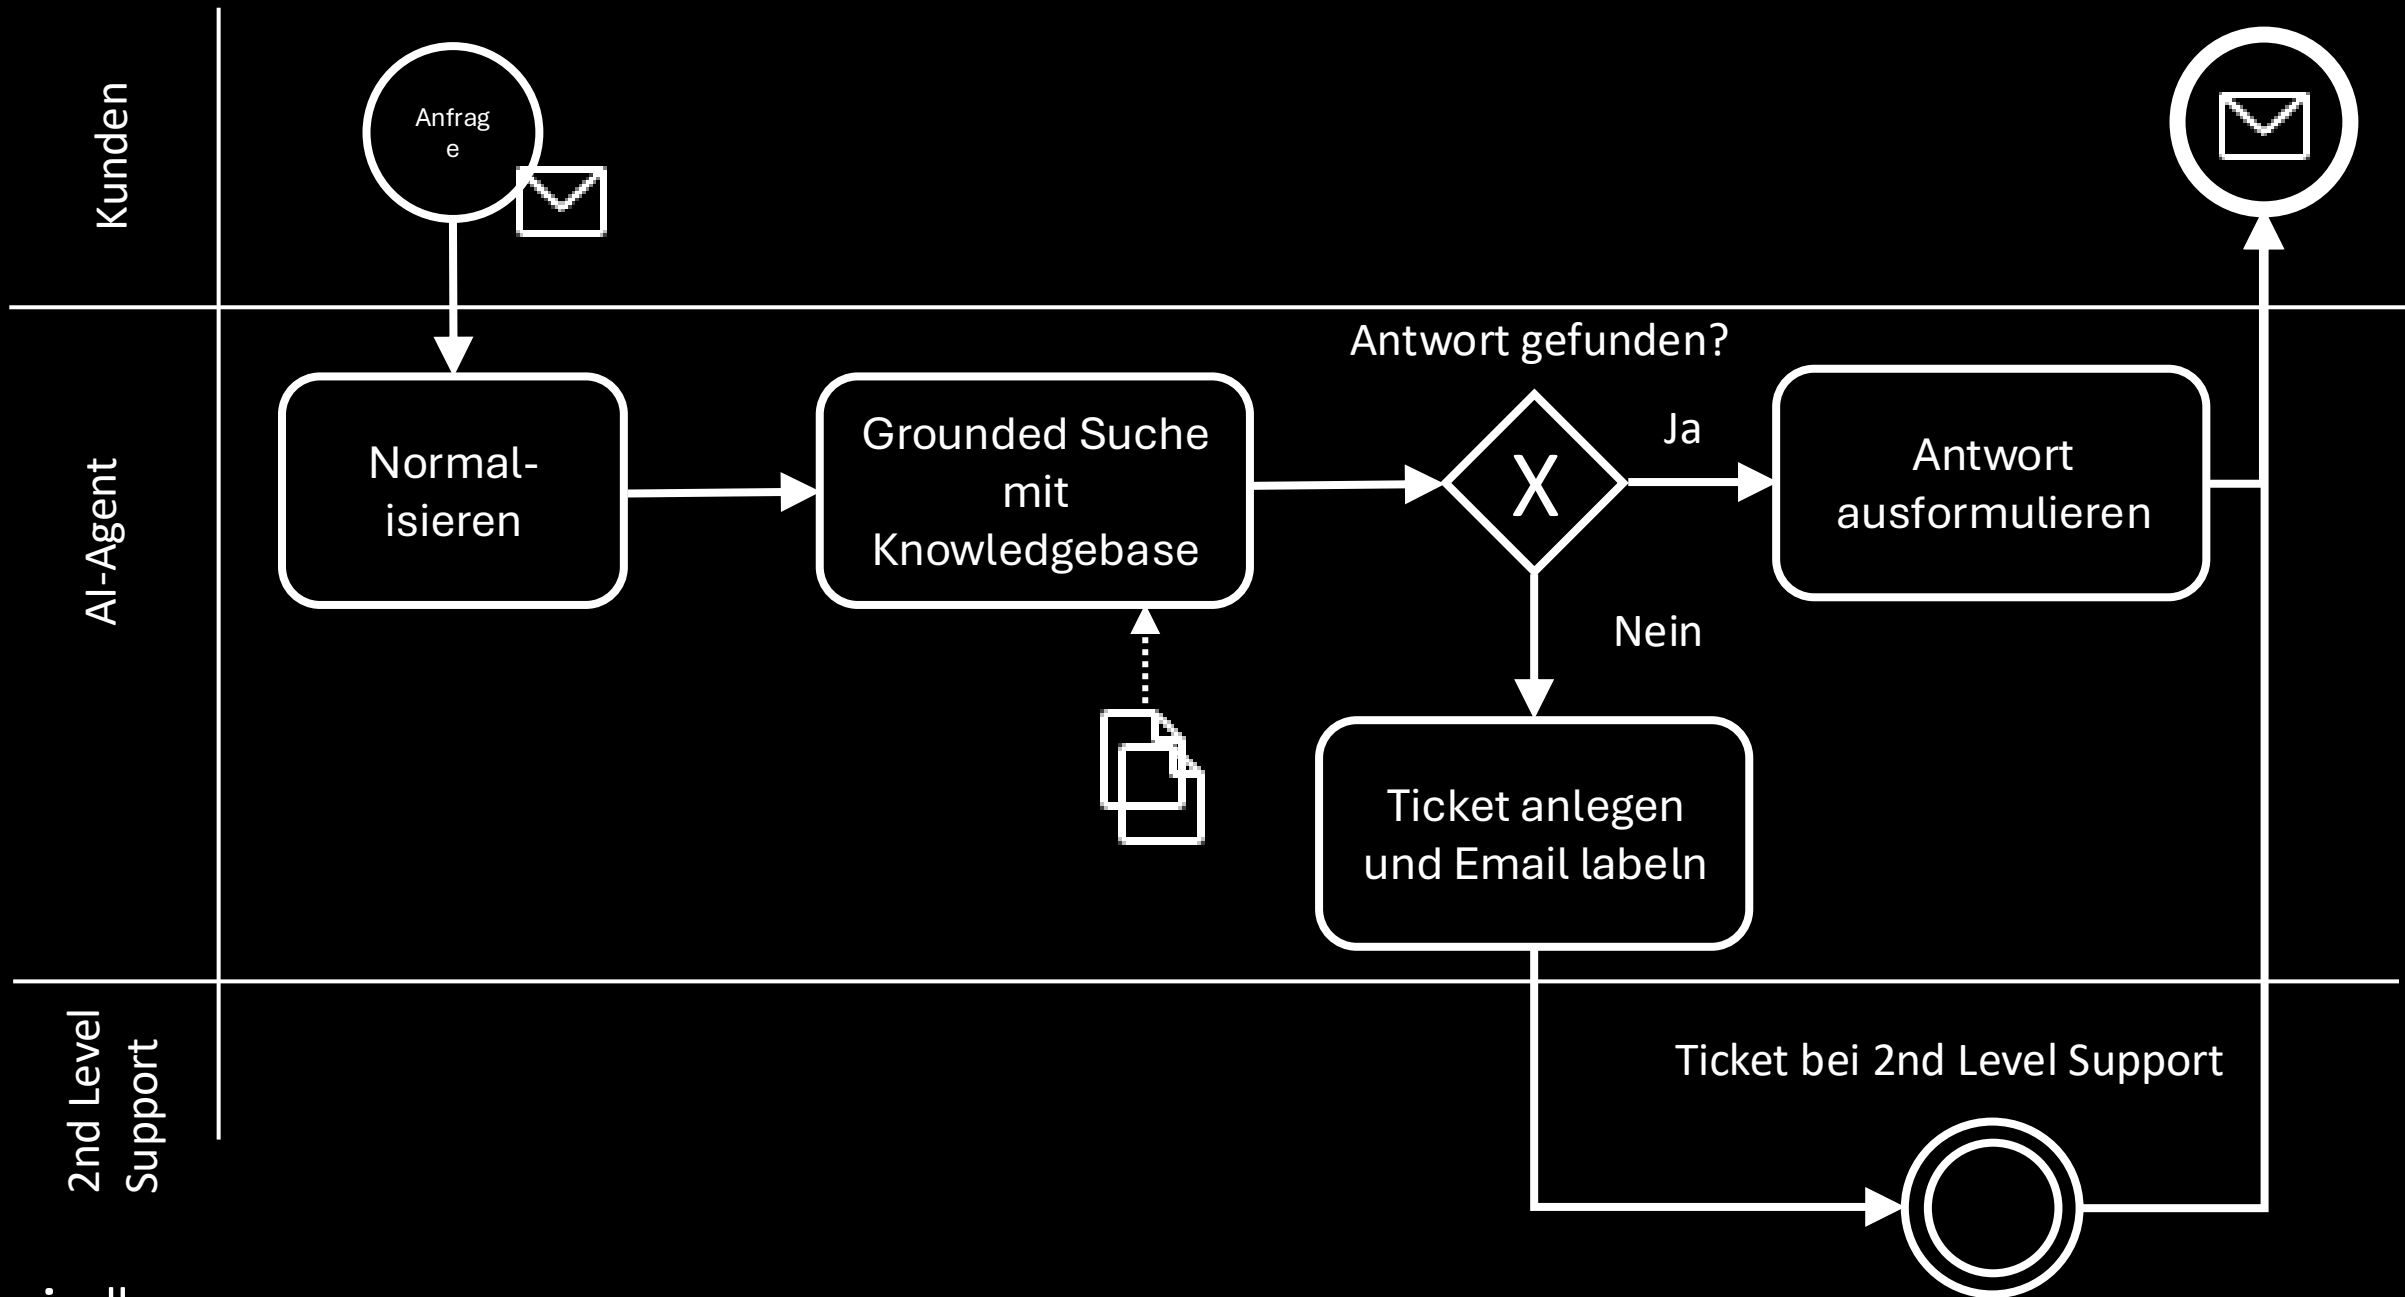 Kunden
Anfrag
e
AI-Agent
Normal-
isieren
Grounded Suche
mit
Knowledgebase
Antwort gefunden?
X
Ja
Nein
Antwort
ausformulieren
Ticket anlegen
und Email labeln
2nd Level
Support
Ticket bei 2nd Level Support